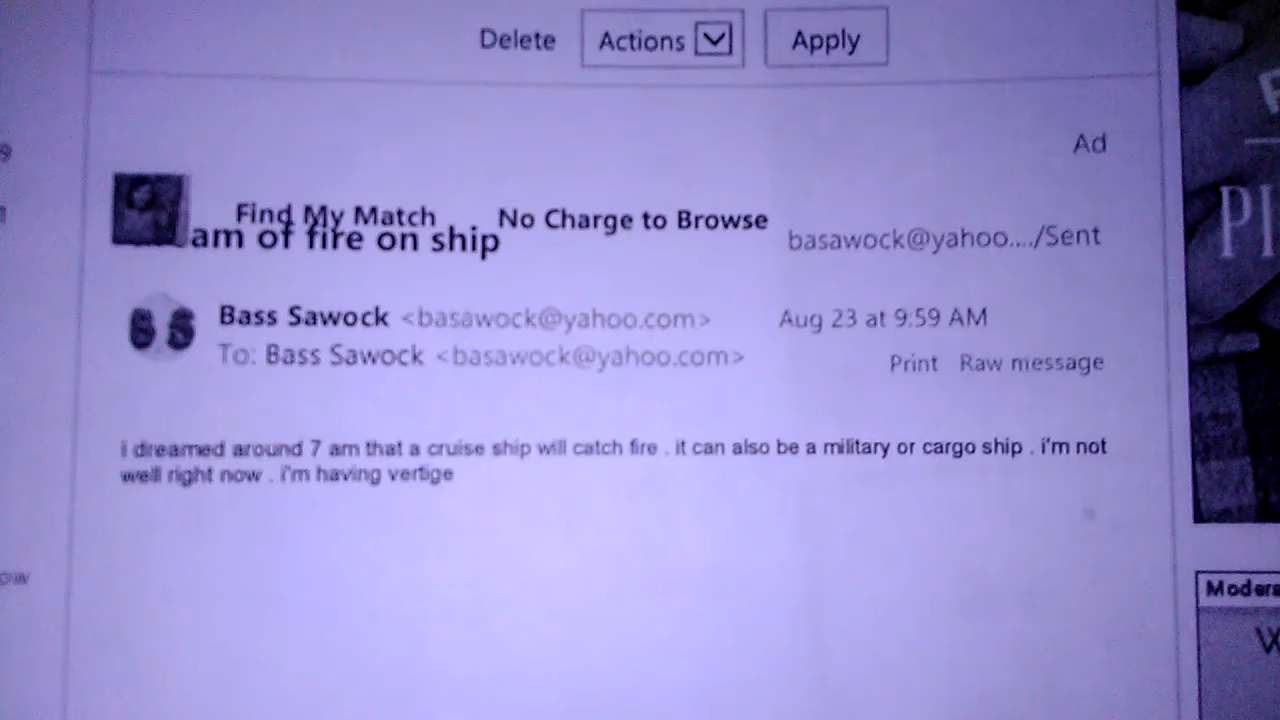 Delete Actions Apply
Ad
Find My Match No Charge to Browse
am of fire on ship basawock@yahoo..../Sent
Bass Sawock <basawock@yahoo.com> Aug 23 at 9:59 AM
To: Bass Sawock <basawock@yahoo.com>
Print Raw message
i dreamed around 7 am that a cruise ship will catch fire . it can also be a military or cargo ship . i'm not
well right now . i'm having vertige